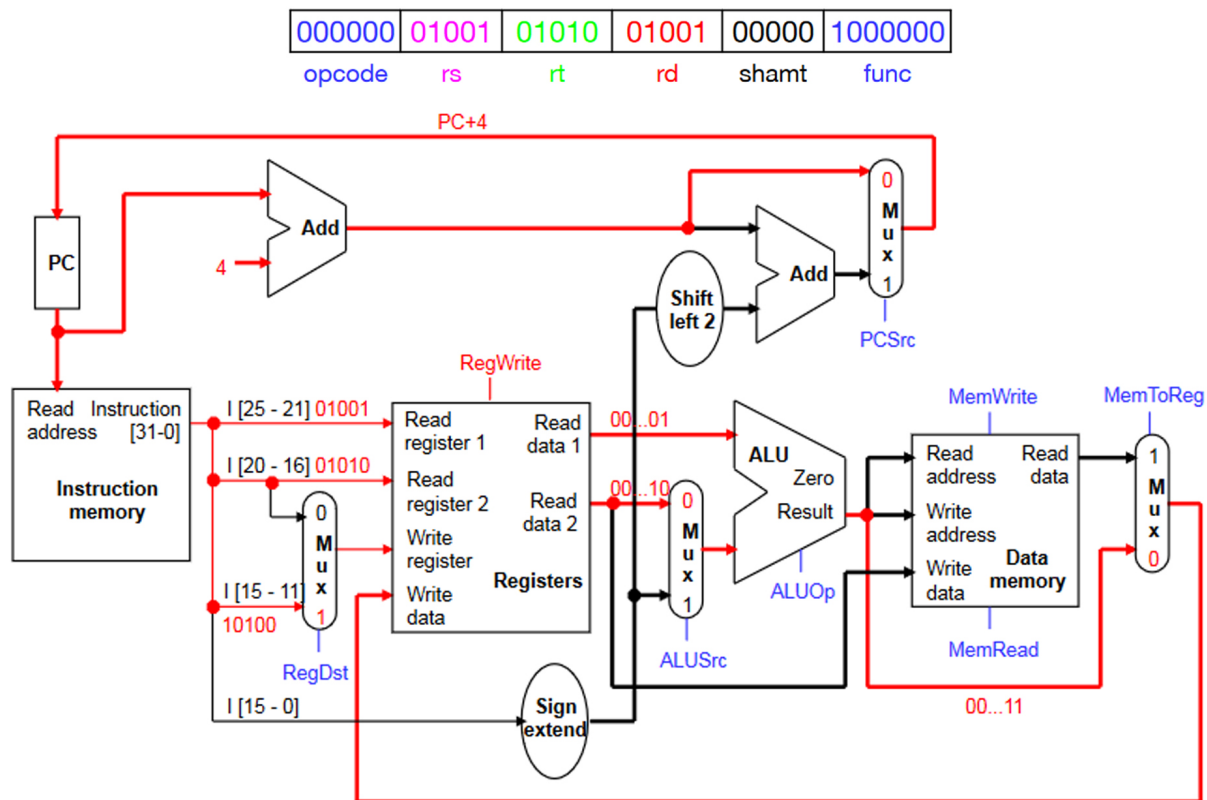 000000 01001 01010 01001 00000 1000000
opcode rs rt rd shamt func
PC+4
PC
4
Add
0
M
u
x
1
PCSrc
Shift
left 2
Add
Read
address
Instruction
[31-0]
Instruction
memory
I [25 - 21] 01001
I [20 - 16] 01010
I [15 - 11]
10100
I [15 - 0]
0
M
u
x
1
RegDst
RegWrite
Read
register 1
Read
register 2
Write
register
Write
data
Read
data 1
Read
data 2
Registers
Sign
extend
00...01
00...10
0
M
u
x
1
ALUSrc
ALU
Zero
Result
ALUOp
MemWrite
Read
address
Write
address
Write
data
Read
data
Data
memory
MemRead
00...11
MemToReg
1
M
u
x
0